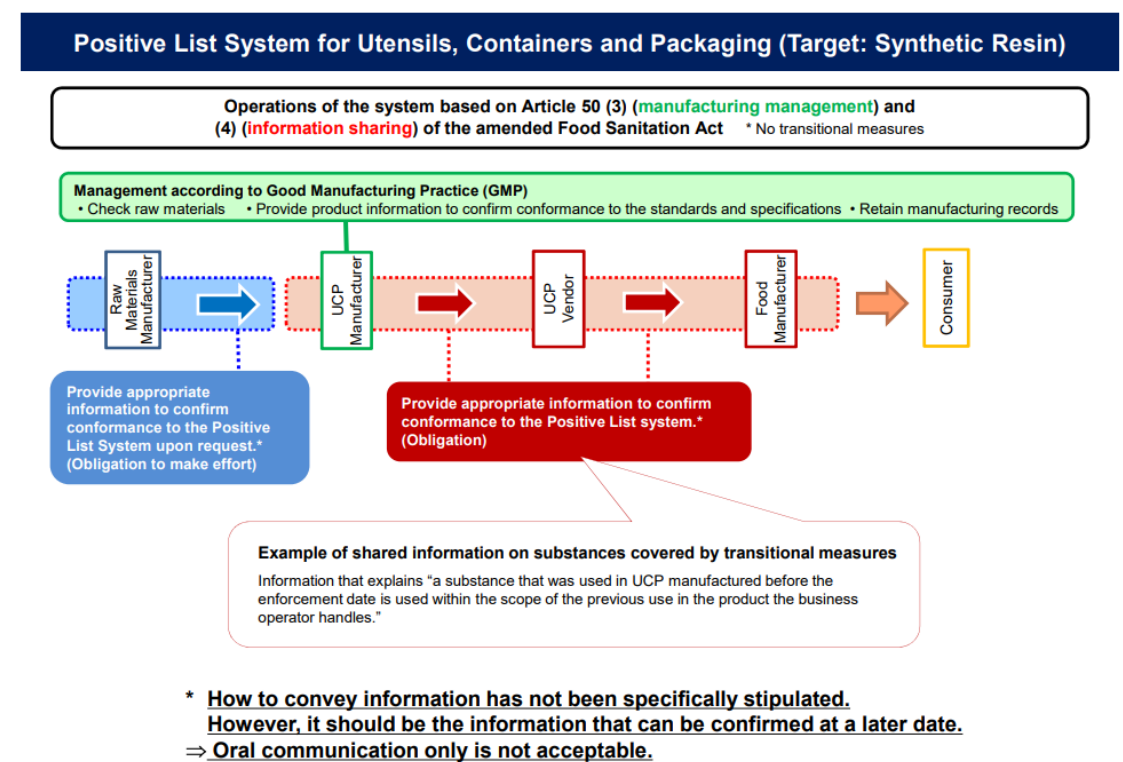 Positive List System for Utensils, Containers and Packaging (Target: Synthetic Resin)
Operations of the system based on Article 50 (3) (manufacturing management) and
(4) (information sharing) of the amended Food Sanitation Act * No transitional measures
Management according to Good Manufacturing Practice (GMP)
• Check raw materials • Provide product information to confirm conformance to the standards and specifications • Retain manufacturing records
Raw
Materials
Manufacturer
UCP
Manufacturer
UCP
Vendor
Food
Manufacturer
Consumer
Provide appropriate
information to confirm
conformance to the Positive
List System upon request.*
(Obligation to make effort)
Provide appropriate information to confirm
conformance to the Positive List system.*
(Obligation)
Example of shared information on substances covered by transitional measures
Information that explains “a substance that was used in UCP manufactured before the
enforcement date is used within the scope of the previous use in the product the business
operator handles.”
* How to convey information has not been specifically stipulated.
However, it should be the information that can be confirmed at a later date.
⇒ Oral communication only is not acceptable.